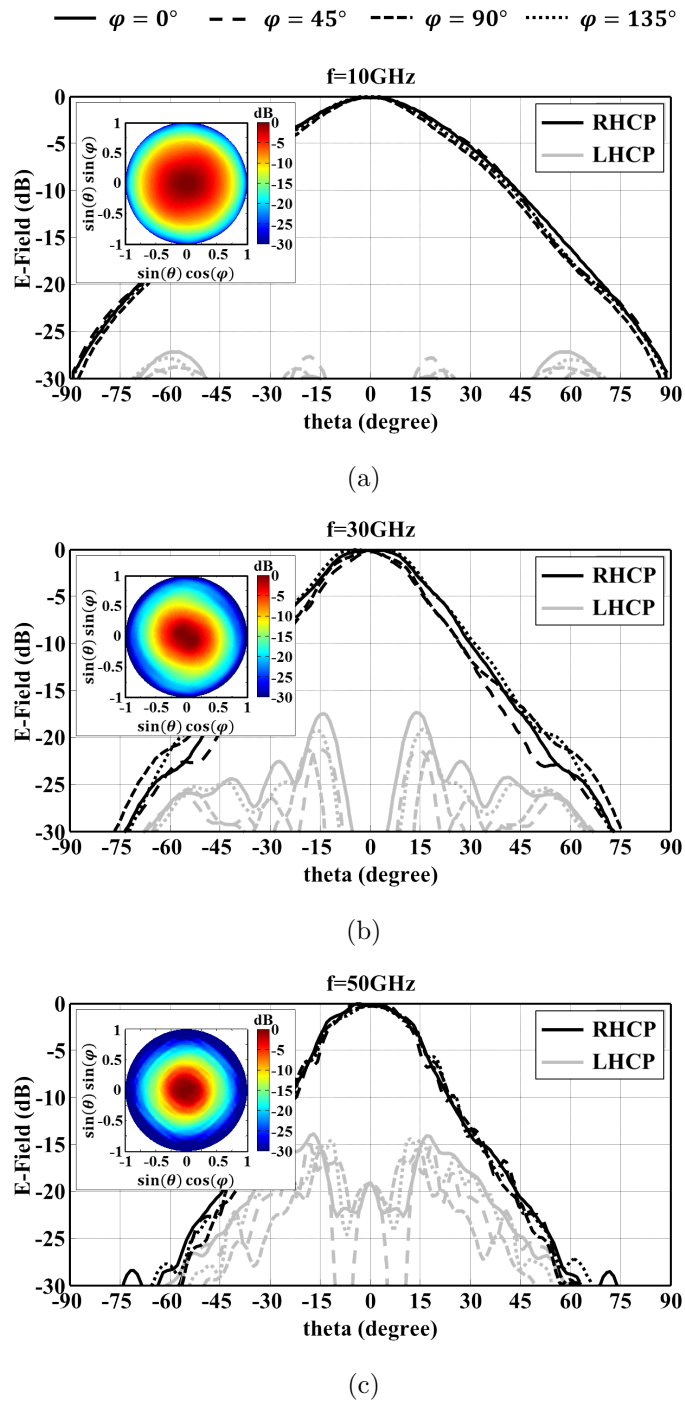 φ = 0° φ = 45° φ = 90° φ = 135°
f=10GHz
E-Field (dB)
0
-5
-10
-15
-20
-25
-30
-90 -75 -60 -45 -30 -15 0 15 30 45 60 75 90
theta (degree)
RHCP
LHCP
dB
0
-5
-10
-15
-20
-25
-30
sin(θ) sin(φ)
1
0.5
0
-0.5
-1
-1 -0.5 0 0.5 1
sin(θ) cos(φ)
(a)
f=30GHz
E-Field (dB)
0
-5
-10
-15
-20
-25
-30
-90 -75 -60 -45 -30 -15 0 15 30 45 60 75 90
theta (degree)
RHCP
LHCP
dB
0
-5
-10
-15
-20
-25
-30
sin(θ) sin(φ)
1
0.5
0
-0.5
-1
-1 -0.5 0 0.5 1
sin(θ) cos(φ)
(b)
f=50GHz
E-Field (dB)
0
-5
-10
-15
-20
-25
-30
-90 -75 -60 -45 -30 -15 0 15 30 45 60 75 90
theta (degree)
RHCP
LHCP
dB
0
-5
-10
-15
-20
-25
-30
sin(θ) sin(φ)
1
0.5
0
-0.5
-1
-1 -0.5 0 0.5 1
sin(θ) cos(φ)
(c)